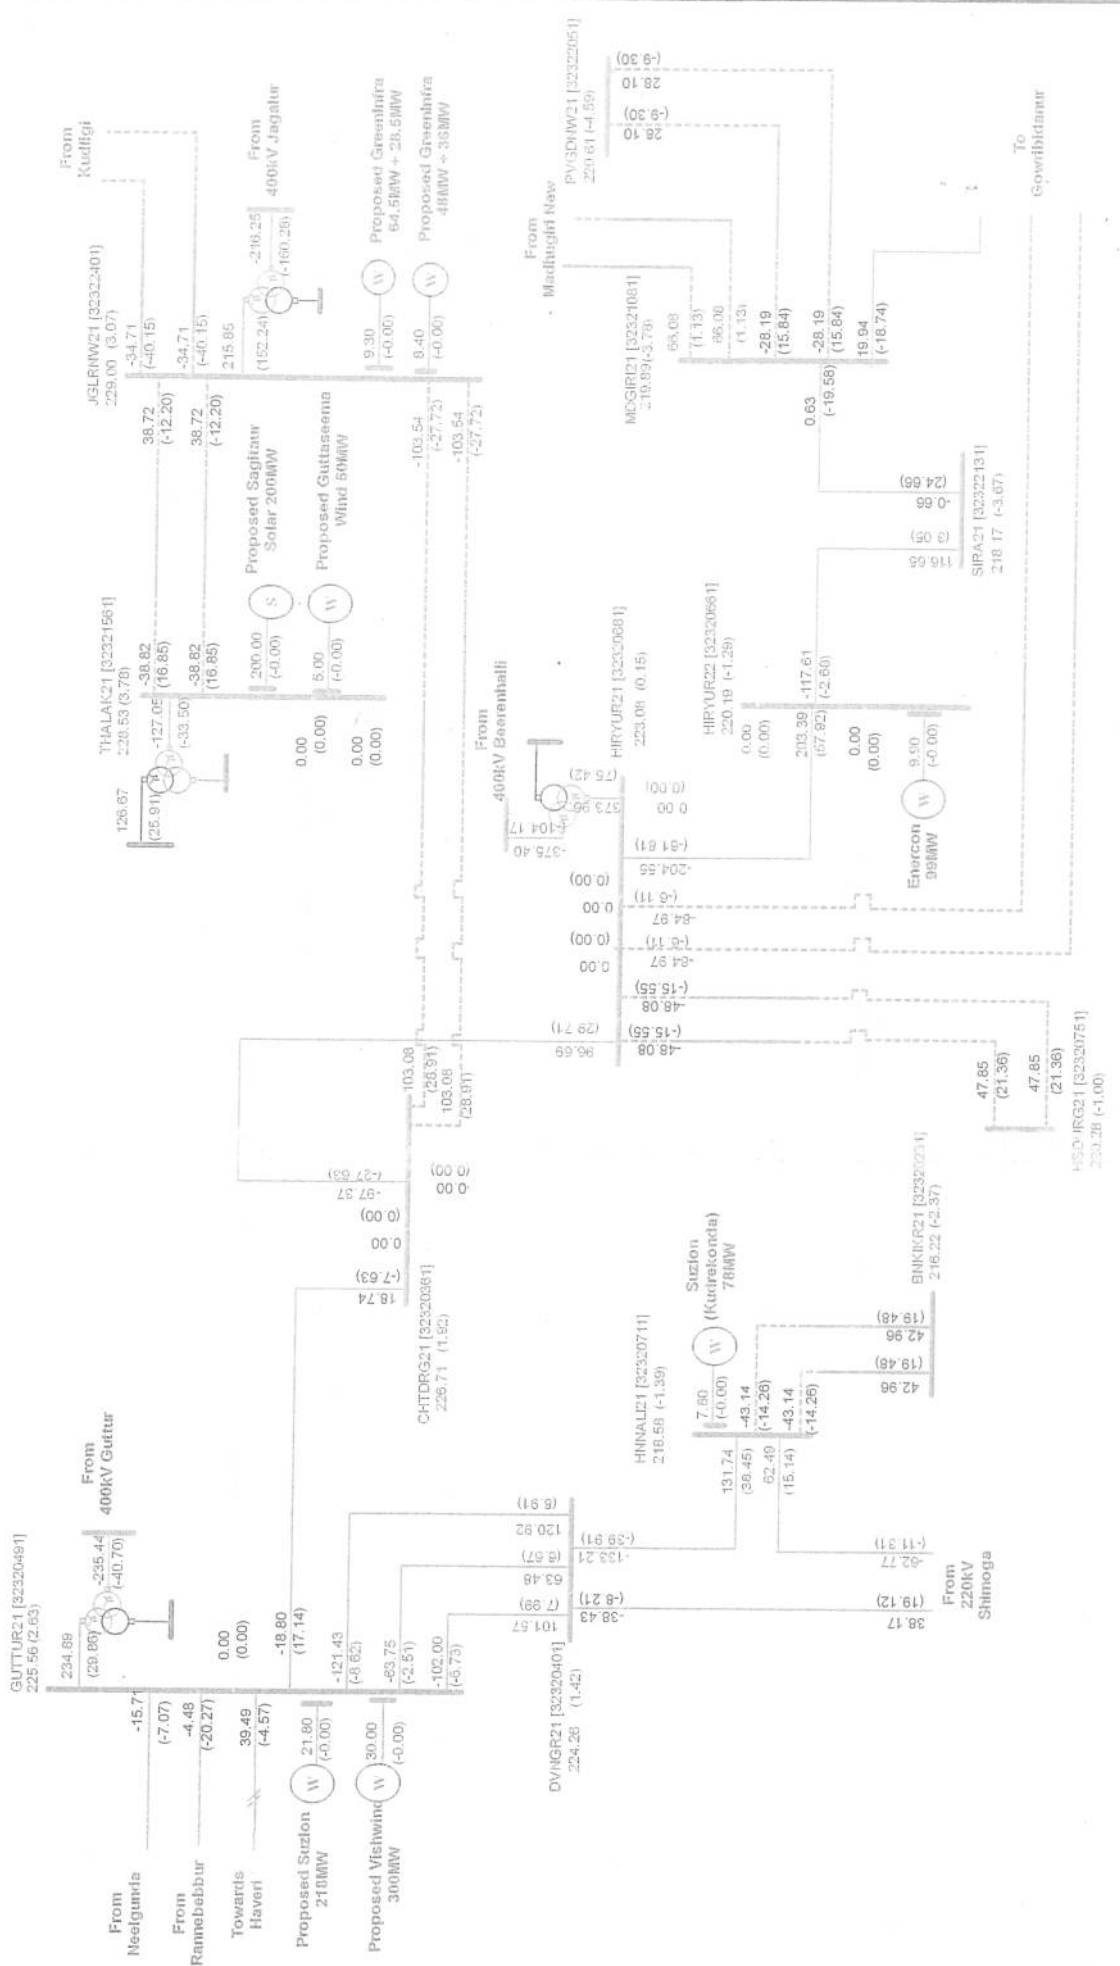 GUTTUR21 [32320491]
225.56 (2.63)
234.89
(29.86)
-235.44
(-40.70)
From
400kV Guttur
-15.71
(-7.07)
From
Neelgunda
-4.48
(-20.27)
From
Rannebebbur
39.49
(-4.57)
Towards
Haveri
0.00
(0.00)
-18.80
(17.14)
21.80
(-0.00)
Proposed Suzlon
218MW
30.00
(-0.00)
Proposed Vishwind
300MW
-121.43
(-8.62)
-63.75
(-2.51)
-102.00
(-6.73)
W
W
DVNGR21 [32320401]
224.26 (1.42)
101.57
(7.99)
63.48
(6.67)
120.92
(8.91)
-38.43
(-8.21)
-133.21
(-39.91)
38.17
(19.12)
-62.77
(-11.31)
From
220kV
Shimoga
HNNALI21 [32320711]
218.58 (-1.39)
131.74
(38.45)
62.49
(15.14)
7.80
(-0.00)
-43.14
(-14.26)
-43.14
(-14.26)
W
Suzlon
(Kudrekonda)
78MW
42.96
(19.48)
42.96
(19.48)
216.22 (-2.37)
CHTDRG21 [32320361]
226.71 (1.92)
18.74
(-7.63)
0.00
(0.00)
-97.37
(-27.63)
-0.00
(0.00)
103.08
(28.91)
103.08
(28.91)
THALAK21 [32321561]
228.53 (3.78)
126.67
(25.91)
-127.05
(-33.50)
-38.82
(16.85)
-38.82
(16.85)
200.00
(-0.00)
5.00
(-0.00)
0.00
(0.00)
0.00
(0.00)
S
Proposed Sagitaur
Solar 200MW
W
Proposed Guttaseema
Wind 50MW
JGLRNW21 [32322401]
229.00 (3.07)
-34.71
(-40.15)
-34.71
(-40.15)
From
Kudligi
38.72
(-12.20)
38.72
(-12.20)
215.85
(152.24)
-216.25
(-160.28)
From
400kV Jagalur
9.30
(-0.00)
W
Proposed GreenInfra
64.5MW + 28.5MW
8.40
(-0.00)
W
Proposed GreenInfra
48MW + 36MW
-103.54
(-27.72)
-103.54
(-27.72)
From
400kV Beerenhalli
-375.40
-104.17
HIRYUR21 [32320681]
223.08 (0.15)
373.96
(75.42)
0.00
(0.00)
-204.55
(-61.61)
0.00
(0.00)
-84.97
(-6.11)
0.00
(0.00)
-84.97
(-6.11)
-48.08
(-15.55)
-48.08
(-15.55)
96.69
(29.71)
47.85
(21.36)
47.85
(21.36)
220.28 (-1.00)
HIRYUR22 [32320661]
220.19 (-1.29)
0.00
(0.00)
203.39
(57.92)
0.00
(0.00)
-117.61
(-2.60)
9.90
(-0.00)
W
Enercon
99MW
116.65
(3.05)
-0.66
(24.66)
SIRA21 [32322131]
218.17 (-3.67)
MDGIRI21 [32321081]
219.89 (-3.78)
66.08
(1.13)
66.08
(1.13)
From
Madhugiri New
-28.19
(15.84)
-28.19
(15.84)
19.94
(-18.74)
0.63
(-19.58)
PVGDNW21 [32322051]
220.61 (-4.59)
28.10
(-9.30)
28.10
(-9.30)
To
Gowribidanur